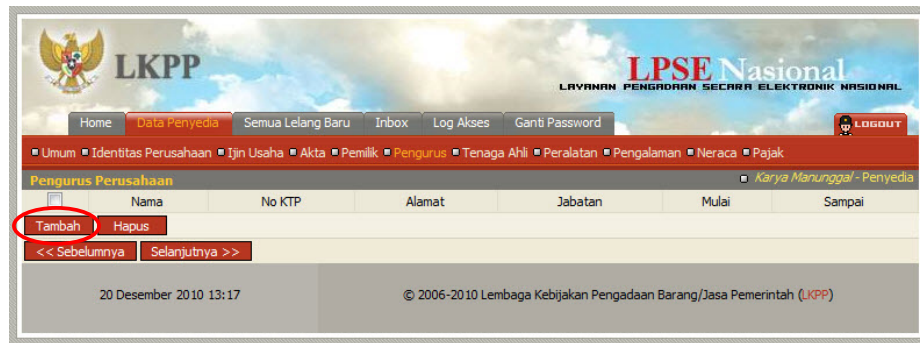 LKPP
LPSE Nasional
LAYANAN PENGADAAN SECARA ELEKTRONIK NASIONAL
Home Data Penyedia Semua Lelang Baru Inbox Log Akses Ganti Password LOGOUT
Umum Identitas Perusahaan Ijin Usaha Akta Pemilik Pengurus Tenaga Ahli Peralatan Pengalaman Neraca Pajak
Pengurus Perusahaan Karya Manunggal - Penyedia
Nama No KTP Alamat Jabatan Mulai Sampai
Tambah Hapus
<< Sebelumnya Selanjutnya >>
20 Desember 2010 13:17 © 2006-2010 Lembaga Kebijakan Pengadaan Barang/Jasa Pemerintah (LKPP)